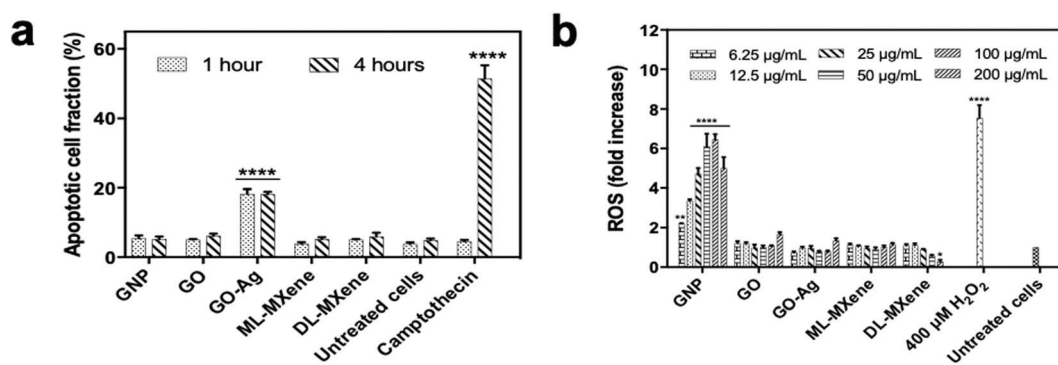 a
Apoptotic cell fraction (%)
60
40
20
0
1 hour
4 hours
****
****
GNP
GO
GO-Ag
ML-MXene
DL-MXene
Untreated cells
Camptothecin
b
ROS (fold increase)
12
10
8
6
4
2
0
6.25 µg/mL
25 µg/mL
100 µg/mL
12.5 µg/mL
50 µg/mL
200 µg/mL
**
****
*
****
GNP
GO
GO-Ag
ML-MXene
DL-MXene
400 µM H₂O₂
Untreated cells